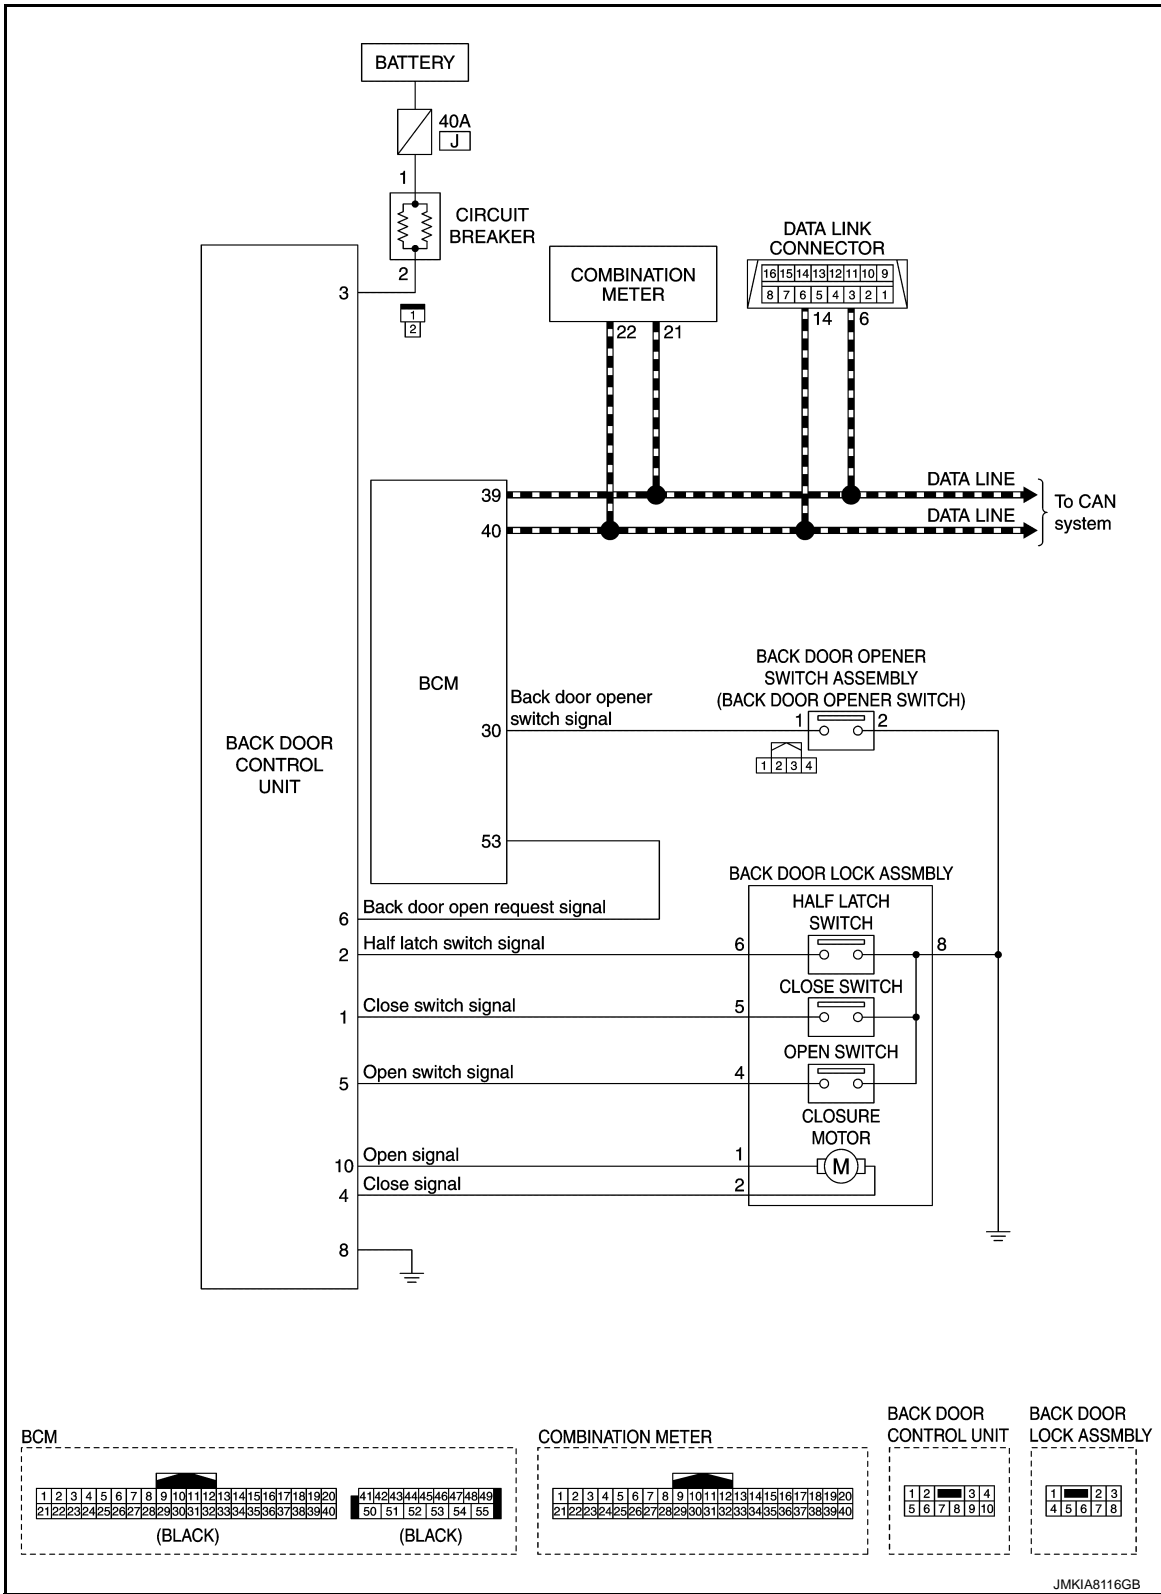 BATTERY
40A
J
1
CIRCUIT
BREAKER
2
3
1
2
COMBINATION
METER
22
21
DATA LINK
CONNECTOR
16 15 14 13 12 11 10 9
8 7 6 5 4 3 2 1
14
6
39
DATA LINE
40
DATA LINE
To CAN
system
BCM
Back door opener
switch signal
30
BACK DOOR OPENER
SWITCH ASSEMBLY
(BACK DOOR OPENER SWITCH)
1
2
1 2 3 4
BACK DOOR
CONTROL
UNIT
53
BACK DOOR LOCK ASSMBLY
6
Back door open request signal
HALF LATCH
SWITCH
2
Half latch switch signal
6
8
CLOSE SWITCH
1
Close switch signal
5
OPEN SWITCH
5
Open switch signal
4
CLOSURE
MOTOR
10
Open signal
1
M
4
Close signal
2
8
BCM
1 2 3 4 5 6 7 8 9 10 11 12 13 14 15 16 17 18 19 20
21 22 23 24 25 26 27 28 29 30 31 32 33 34 35 36 37 38 39 40
(BLACK)
41 42 43 44 45 46 47 48 49
50 51 52 53 54 55
(BLACK)
COMBINATION METER
1 2 3 4 5 6 7 8 9 10 11 12 13 14 15 16 17 18 19 20
21 22 23 24 25 26 27 28 29 30 31 32 33 34 35 36 37 38 39 40
BACK DOOR
CONTROL UNIT
1 2 3 4
5 6 7 8 9 10
BACK DOOR
LOCK ASSMBLY
1 2 3
4 5 6 7 8
JMKIA8116GB